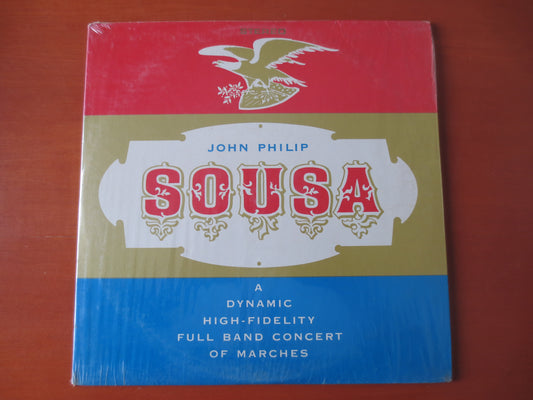 JOHN PHILIP
SOUSA
A
DYNAMIC
HIGH-FIDELITY
FULL BAND CONCERT
OF MARCHES